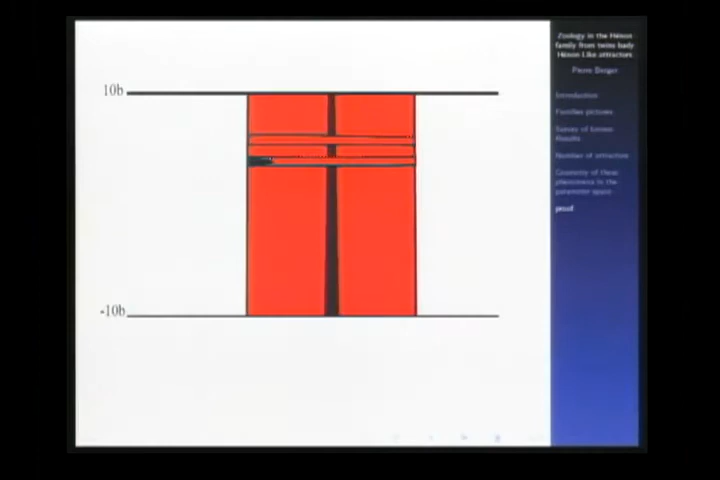 Zoology in the Hénon
family from twins baby
Hénon-Like attractors
Pierre Berger
Introduction
Families pictures
Survey of known
Results
Number of attractors
Geometry of these
phenomena in the
parameter space
proof
10b
-10b